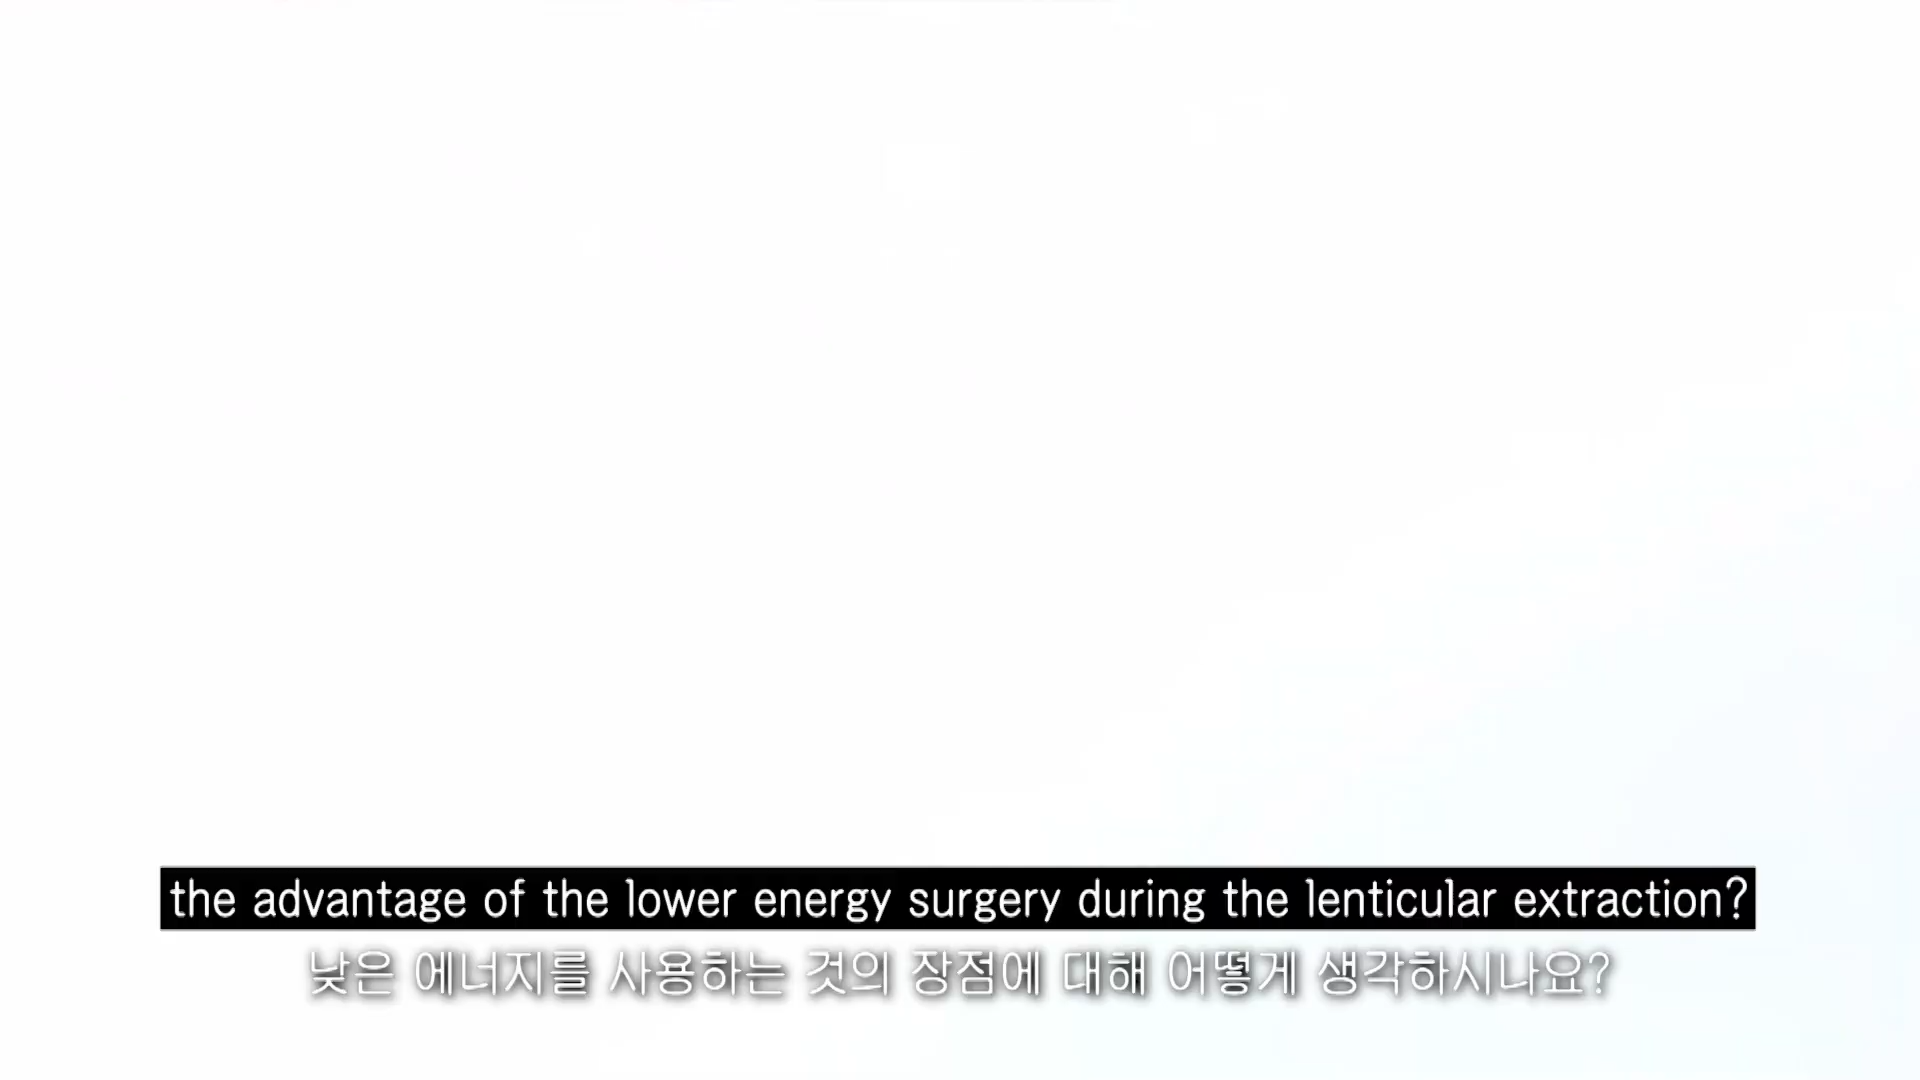 the advantage of the lower energy surgery during the lenticular extraction?
낮은 에너지를 사용하는 것의 장점에 대해 어떻게 생각하시나요?